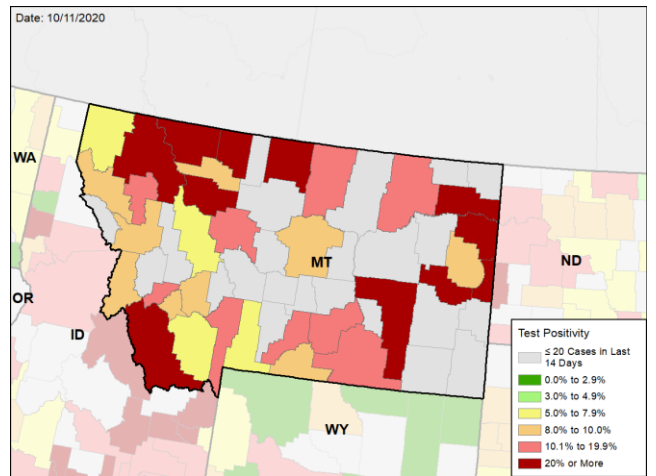 Date: 10/11/2020
WA
MT
ND
OR
ID
WY
Test Positivity
≤ 20 Cases in Last
14 Days
0.0% to 2.9%
3.0% to 4.9%
5.0% to 7.9%
8.0% to 10.0%
10.1% to 19.9%
20% or More